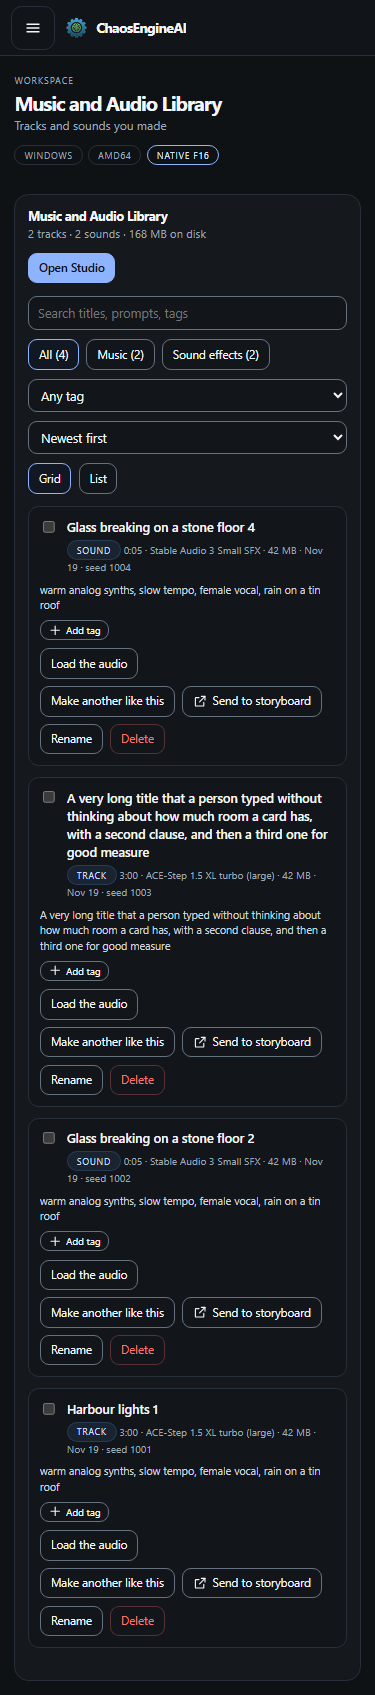 ChaosEngineAI
WORKSPACE
Music and Audio Library
Tracks and sounds you made
WINDOWS AMD64 NATIVE F16
Music and Audio Library
2 tracks · 2 sounds · 168 MB on disk
Open Studio
Search titles, prompts, tags
All (4) Music (2) Sound effects (2)
Any tag
Newest first
Grid List
Glass breaking on a stone floor 4
SOUND 0:05 · Stable Audio 3 Small SFX · 42 MB · Nov
19 · seed 1004
warm analog synths, slow tempo, female vocal, rain on a tin
roof
+ Add tag
Load the audio
Make another like this Send to storyboard
Rename Delete
A very long title that a person typed without
thinking about how much room a card has,
with a second clause, and then a third one for
good measure
TRACK 3:00 · ACE-Step 1.5 XL turbo (large) · 42 MB ·
Nov 19 · seed 1003
A very long title that a person typed without thinking about
how much room a card has, with a second clause, and then a
third one for good measure
+ Add tag
Load the audio
Make another like this Send to storyboard
Rename Delete
Glass breaking on a stone floor 2
SOUND 0:05 · Stable Audio 3 Small SFX · 42 MB · Nov
19 · seed 1002
warm analog synths, slow tempo, female vocal, rain on a tin
roof
+ Add tag
Load the audio
Make another like this Send to storyboard
Rename Delete
Harbour lights 1
TRACK 3:00 · ACE-Step 1.5 XL turbo (large) · 42 MB ·
Nov 19 · seed 1001
warm analog synths, slow tempo, female vocal, rain on a tin
roof
+ Add tag
Load the audio
Make another like this Send to storyboard
Rename Delete